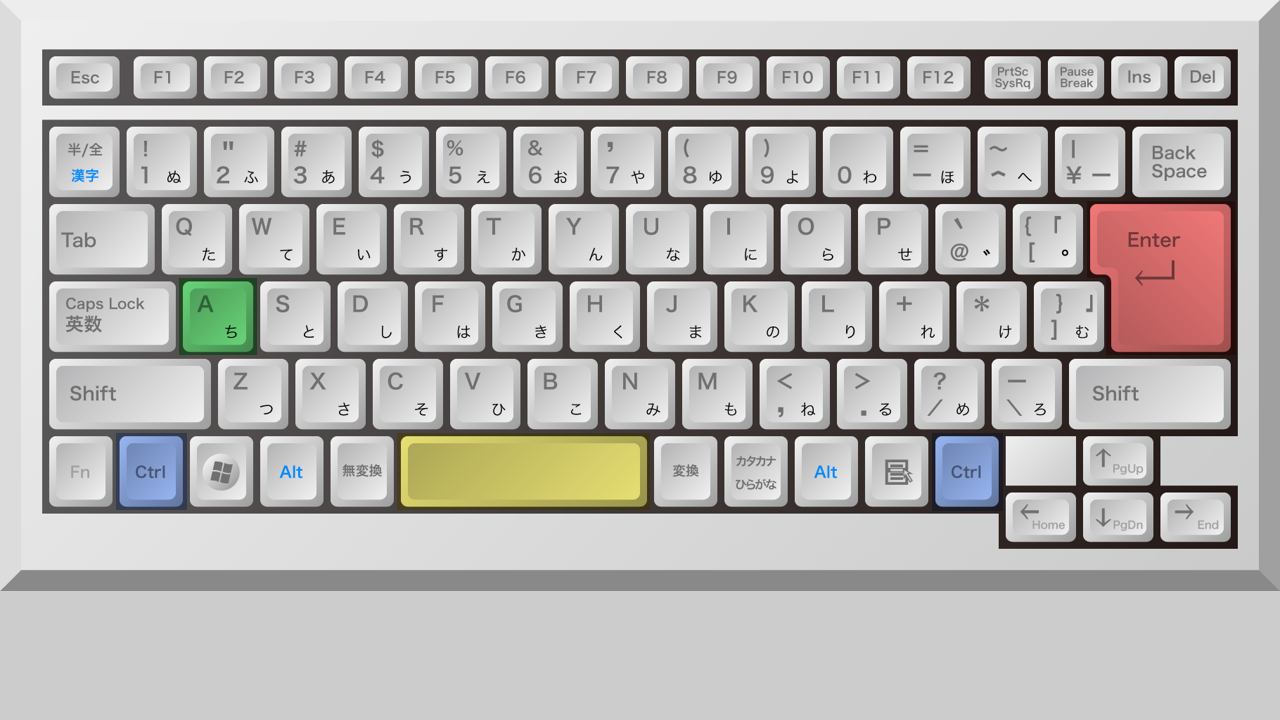 Esc F1 F2 F3 F4 F5 F6 F7 F8 F9 F10 F11 F12 PrtSc SysRq Pause Break Ins Del
半/全 漢字 ! 1 ぬ " 2 ふ # 3 あ $ 4 う % 5 え & 6 お ' 7 や ( 8 ゆ ) 9 よ 0 わ = ー ほ ~ ^ へ | ¥ ー Back Space
Tab Q た W て E い R す T か Y ん U な I に O ら P せ ` @ ゛ { 「 [ ゜ Enter
Caps Lock 英数 A ち S と D し F は G き H く J ま K の L り + れ * け } 」 ] む
Shift Z つ X さ C そ V ひ B こ N み M も < , ね > . る ? / め ー \ ろ Shift
Fn Ctrl Alt 無変換 変換 カタカナ ひらがな Alt Ctrl ↑ PgUp
← Home ↓ PgDn → End